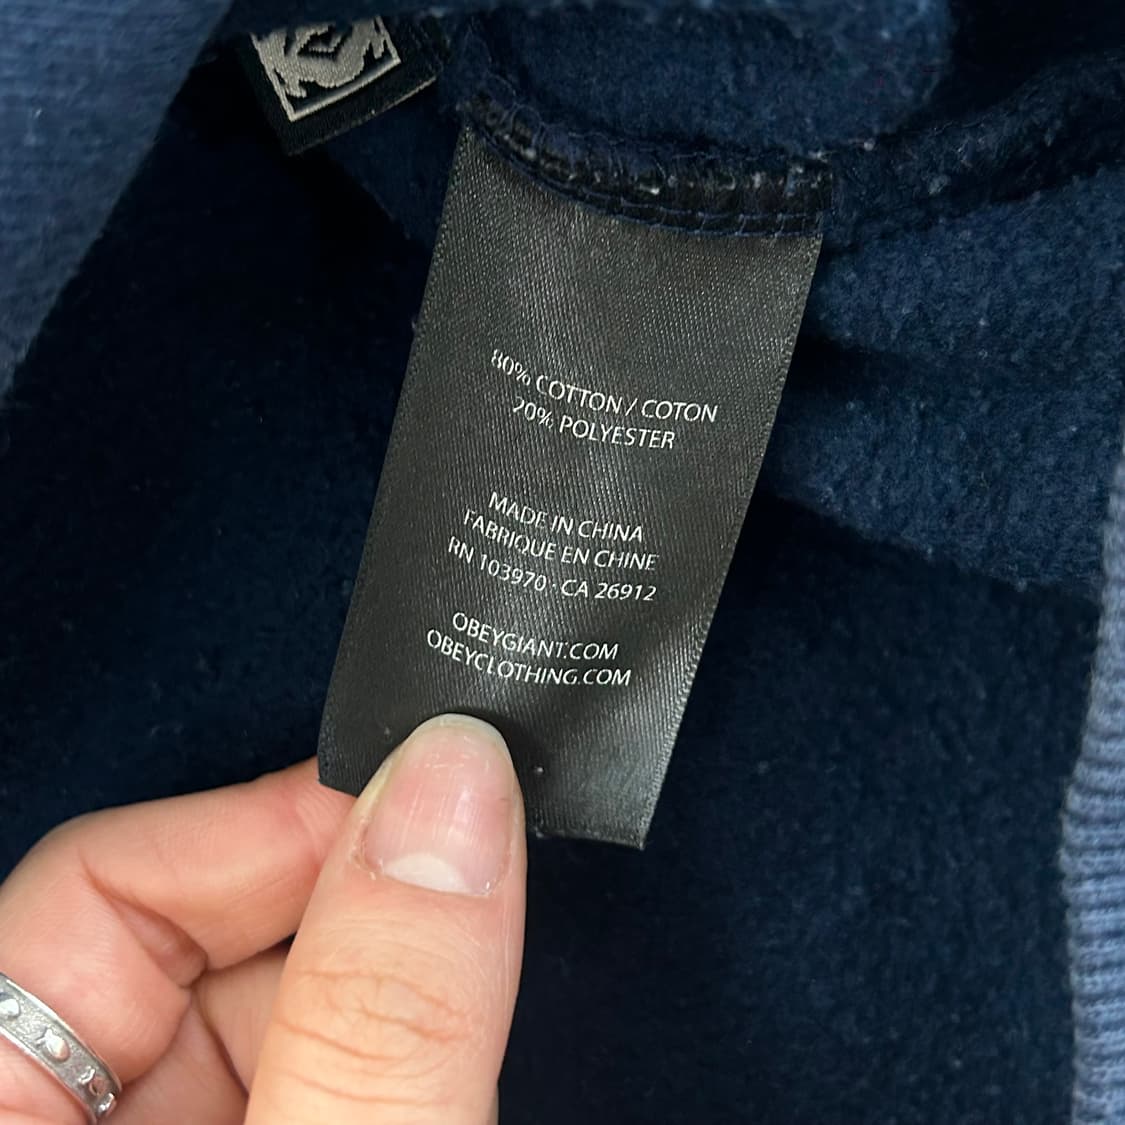 80% COTTON / COTON
20% POLYESTER
MADE IN CHINA
FABRIQUE EN CHINE
RN 103970 · CA 26912
OBEYGIANT.COM
OBEYCLOTHING.COM